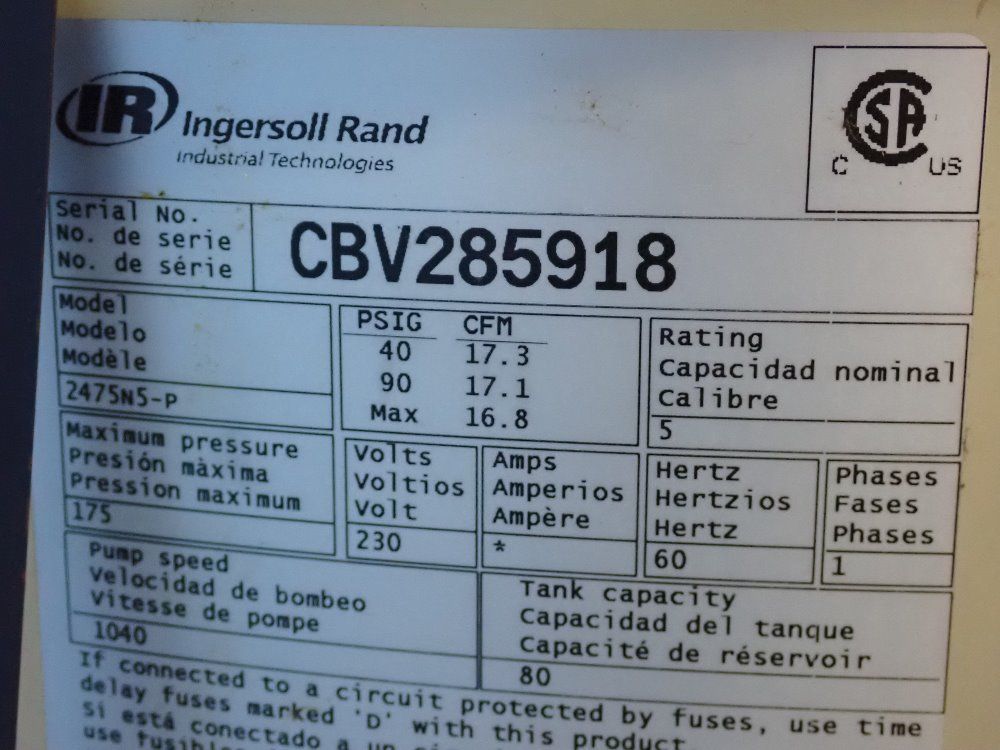 IR Ingersoll Rand
Industrial Technologies
CSA
C US
Serial No.
No. de serie
No. de série
CBV285918
Model
Modelo
Modèle
2475N5-P
PSIG CFM
40 17.3
90 17.1
Max 16.8
Rating
Capacidad nominal
Calibre
5
Maximum pressure
Presión màxima
Pression maximum
175
Volts
Voltios
Volt
230
Amps
Amperios
Ampère
*
Hertz
Hertzios
Hertz
60
Phases
Fases
Phases
1
Pump speed
Velocidad de bombeo
Vitesse de pompe
1040
Tank capacity
Capacidad del tanque
Capacité de réservoir
80
If connected to a circuit protected by fuses, use time
delay fuses marked 'D' with this product.
Si está conectado a un
use